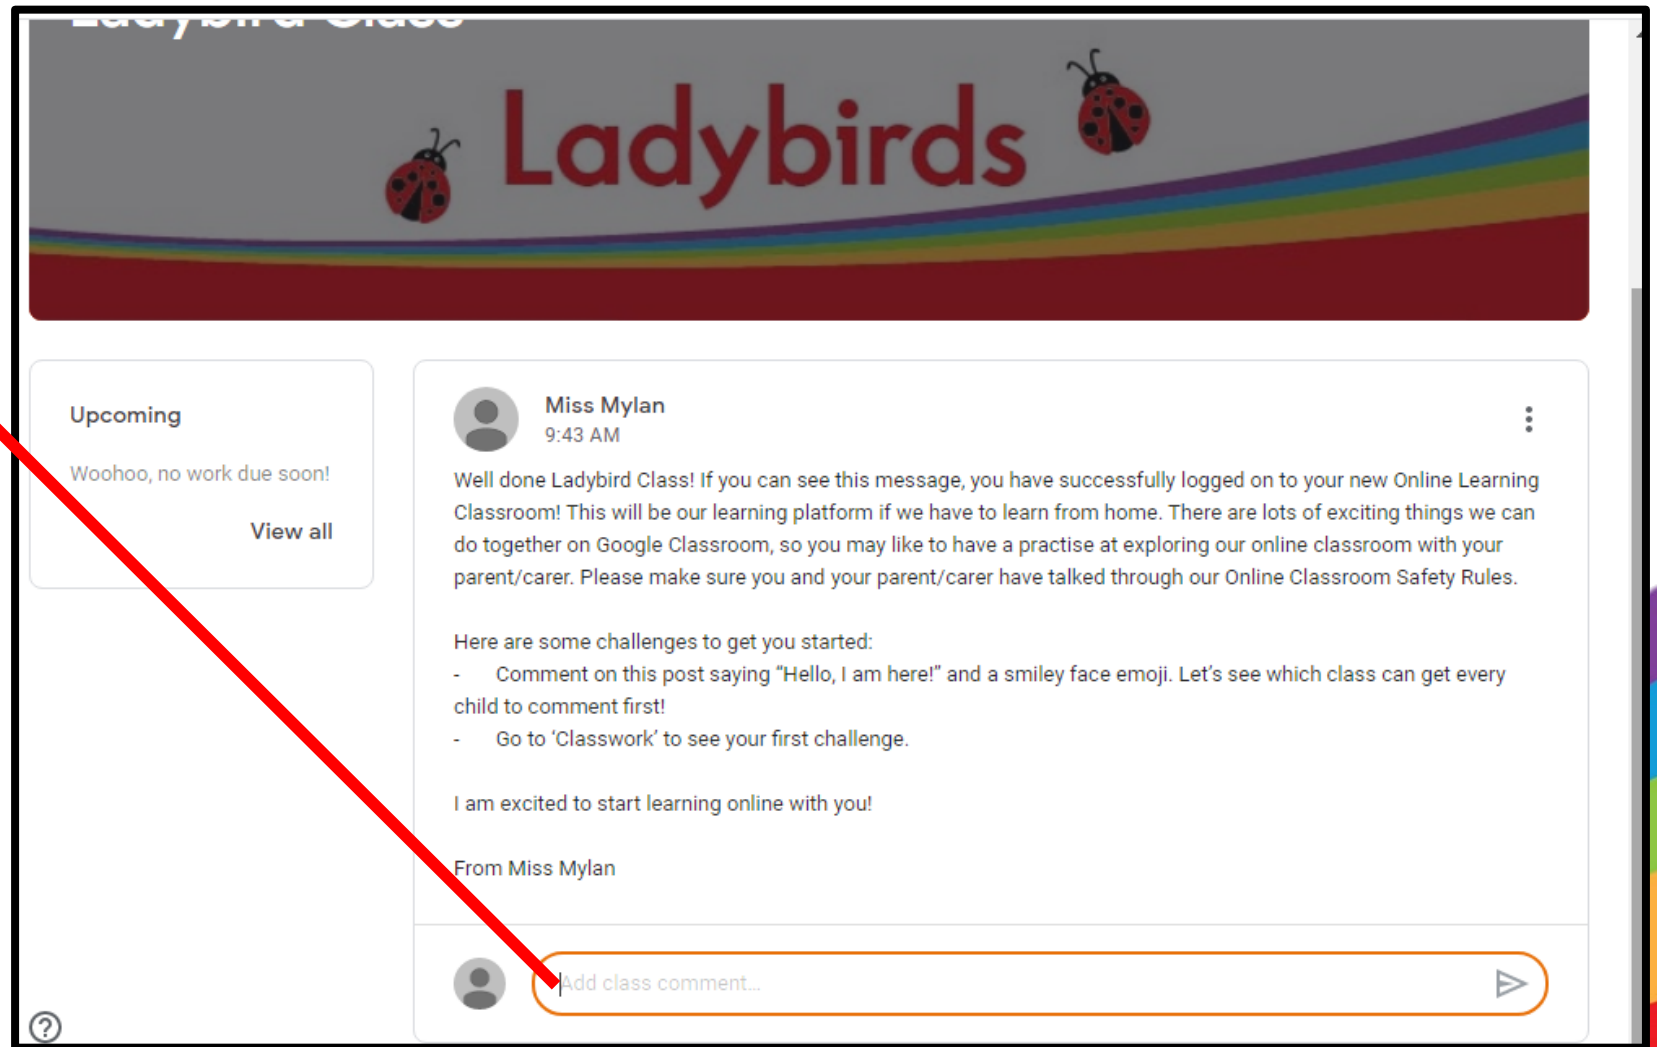 Ladybird Class
Ladybirds
Upcoming
Woohoo, no work due soon!
View all
Miss Mylan
9:43 AM
Well done Ladybird Class! If you can see this message, you have successfully logged on to your new Online Learning
Classroom! This will be our learning platform if we have to learn from home. There are lots of exciting things we can
do together on Google Classroom, so you may like to have a practise at exploring our online classroom with your
parent/carer. Please make sure you and your parent/carer have talked through our Online Classroom Safety Rules.
Here are some challenges to get you started:
- Comment on this post saying “Hello, I am here!” and a smiley face emoji. Let’s see which class can get every
child to comment first!
- Go to ‘Classwork’ to see your first challenge.
I am excited to start learning online with you!
From Miss Mylan
Add class comment...